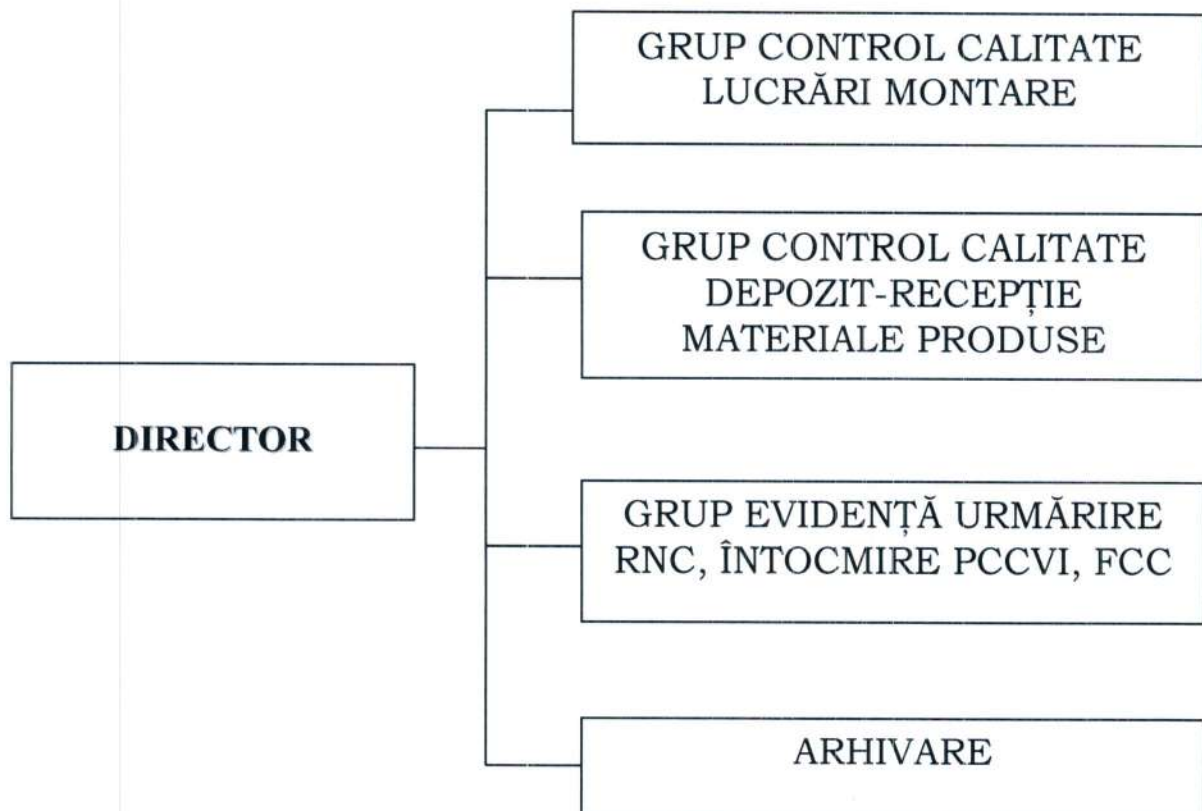 GRUP CONTROL CALITATE
LUCRĂRI MONTARE
GRUP CONTROL CALITATE
DEPOZIT-RECEPȚIE
MATERIALE PRODUSE
DIRECTOR
GRUP EVIDENȚĂ URMĂRIRE
RNC, ÎNTOCMIRE PCCVI, FCC
ARHIVARE